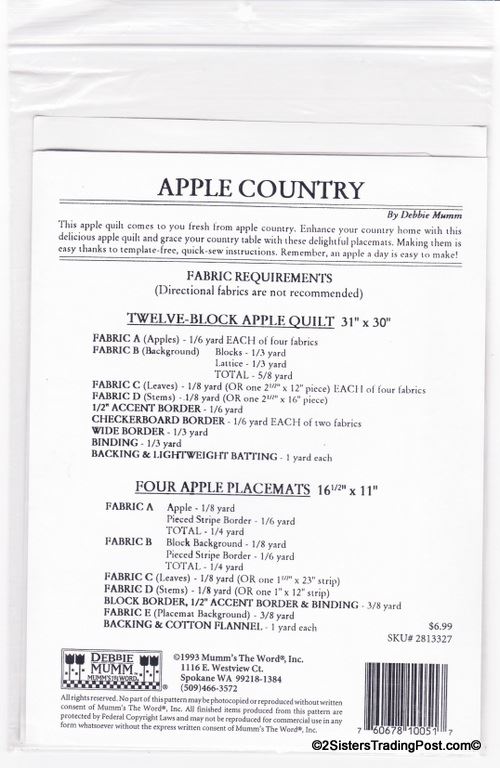 APPLE COUNTRY
By Debbie Mumm
This apple quilt comes to you fresh from apple country. Enhance your country home with this
delicious apple quilt and grace your country table with these delightful placemats. Making them is
easy thanks to template-free, quick-sew instructions. Remember, an apple a day is easy to make!
FABRIC REQUIREMENTS
(Directional fabrics are not recommended)
TWELVE-BLOCK APPLE QUILT 31" x 30"
FABRIC A (Apples) - 1/6 yard EACH of four fabrics
FABRIC B (Background) Blocks - 1/3 yard
Lattice - 1/3 yard
TOTAL - 5/8 yard
FABRIC C (Leaves) - 1/8 yard (OR one 2 1/2" x 12" piece) EACH of four fabrics
FABRIC D (Stems) - 1/8 yard (OR one 2 1/2" x 16" piece)
1/2" ACCENT BORDER - 1/6 yard
CHECKERBOARD BORDER - 1/6 yard EACH of two fabrics
WIDE BORDER - 1/3 yard
BINDING - 1/3 yard
BACKING & LIGHTWEIGHT BATTING - 1 yard each
FOUR APPLE PLACEMATS 16 1/2" x 11"
FABRIC A Apple - 1/8 yard
Pieced Stripe Border - 1/6 yard
TOTAL - 1/4 yard
FABRIC B Block Background - 1/8 yard
Pieced Stripe Border - 1/6 yard
TOTAL - 1/4 yard
FABRIC C (Leaves) - 1/8 yard (OR one 1 1/2" x 23" strip)
FABRIC D (Stems) - 1/8 yard (OR one 1" x 12" strip)
BLOCK BORDER, 1/2" ACCENT BORDER & BINDING - 3/8 yard
FABRIC E (Placemat Background) - 3/8 yard
BACKING & COTTON FLANNEL - 1 yard each
$6.99
SKU# 2813327
DEBBIE
MUMM
MUMM'S THE WORD
®
©1993 Mumm's The Word®, Inc.
1116 E. Westview Ct.
Spokane WA 99218-1384
(509)466-3572
All rights reserved. No part of this pattern may be photocopied or reproduced without written
consent of Mumm's The Word®, Inc. All finished items produced from this pattern are
protected by Federal Copyright Laws and may not be reproduced for commercial use in any
form whatsoever without the express written consent of Mumm's The Word®, Inc.
7 60678 10051 7
©2SistersTradingPost.com©